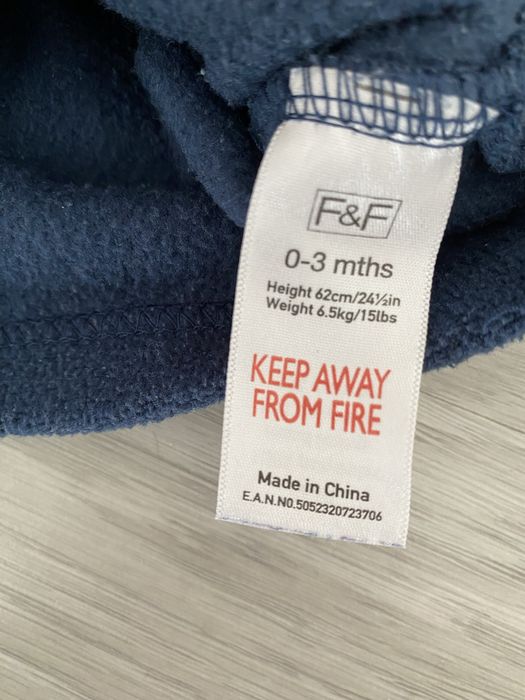 F&F
0-3 mths
Height 62cm/24½in
Weight 6.5kg/15lbs
KEEP AWAY
FROM FIRE
Made in China
E.A.N.N0.5052320723706